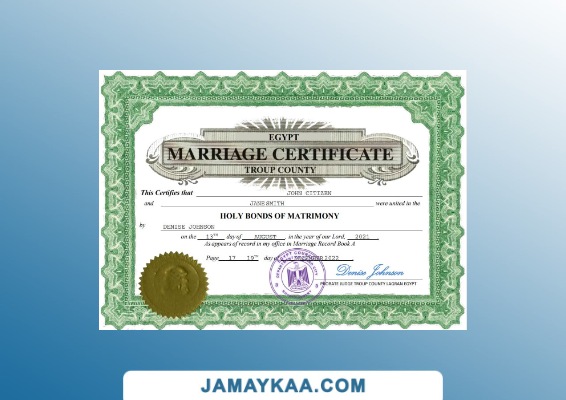 EGYPT
MARRIAGE CERTIFICATE
TROUP COUNTY
This Certifies that JOHN CITIZEN
and JANE SMITH were united in the
HOLY BONDS OF MATRIMONY
by DENISE JOHNSON
on the 13TH day of AUGUST, in the year of our Lord, 2021
As appears of record in my office in Marriage Record Book A
Page 17 19TH day of 2022
Denise Johnson
PROBATE JUDGE TROUP COUNTY LAGRAN EGYPT
JAMAYKAA.COM